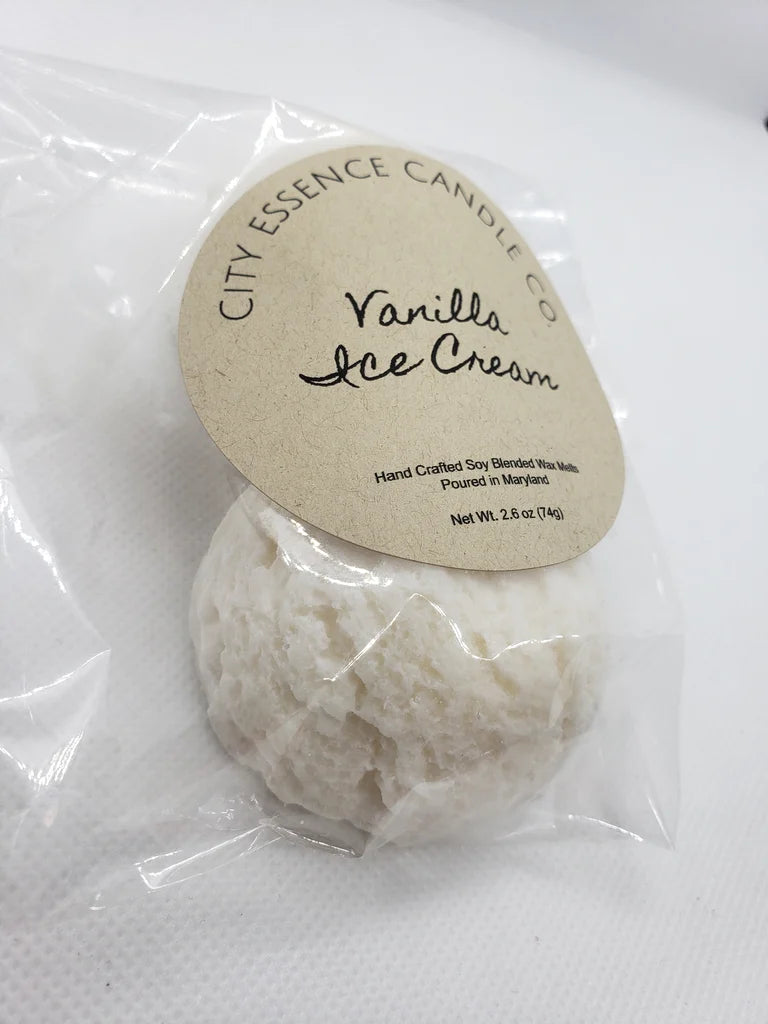 CITY ESSENCE CANDLE CO.
Vanilla
Ice Cream
Hand Crafted Soy Blended Wax Melts
Poured in Maryland
Net Wt. 2.6 oz (74g)